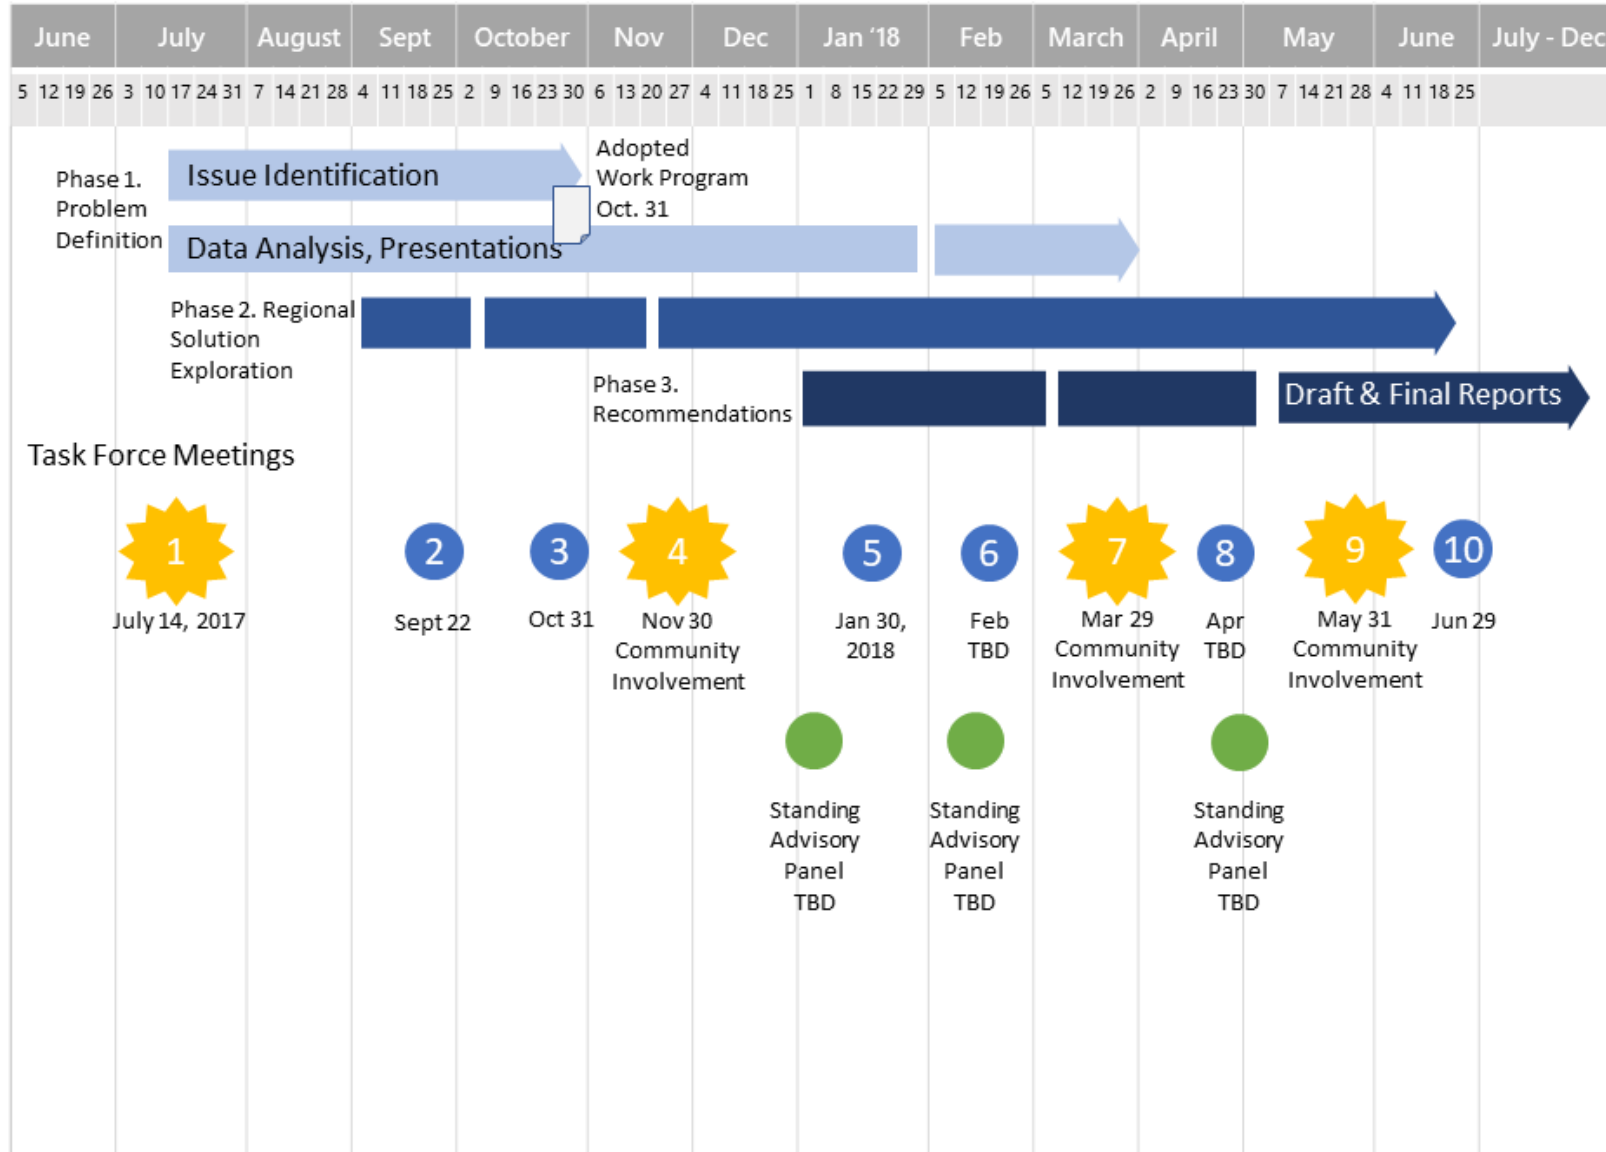 June July August Sept October Nov Dec Jan ‘18 Feb March April May June July - Dec
5 12 19 26 3 10 17 24 31 7 14 21 28 4 11 18 25 2 9 16 23 30 6 13 20 27 4 11 18 25 1 8 15 22 29 5 12 19 26 5 12 19 26 2 9 16 23 30 7 14 21 28 4 11 18 25
Phase 1.
Problem
Definition
Issue Identification
Adopted
Work Program
Oct. 31
Data Analysis, Presentations
Phase 2. Regional
Solution
Exploration
Phase 3.
Recommendations
Draft & Final Reports
Task Force Meetings
1
July 14, 2017
2
Sept 22
3
Oct 31
4
Nov 30
Community
Involvement
5
Jan 30,
2018
6
Feb
TBD
7
Mar 29
Community
Involvement
8
Apr
TBD
9
May 31
Community
Involvement
10
Jun 29
Standing
Advisory
Panel
TBD
Standing
Advisory
Panel
TBD
Standing
Advisory
Panel
TBD